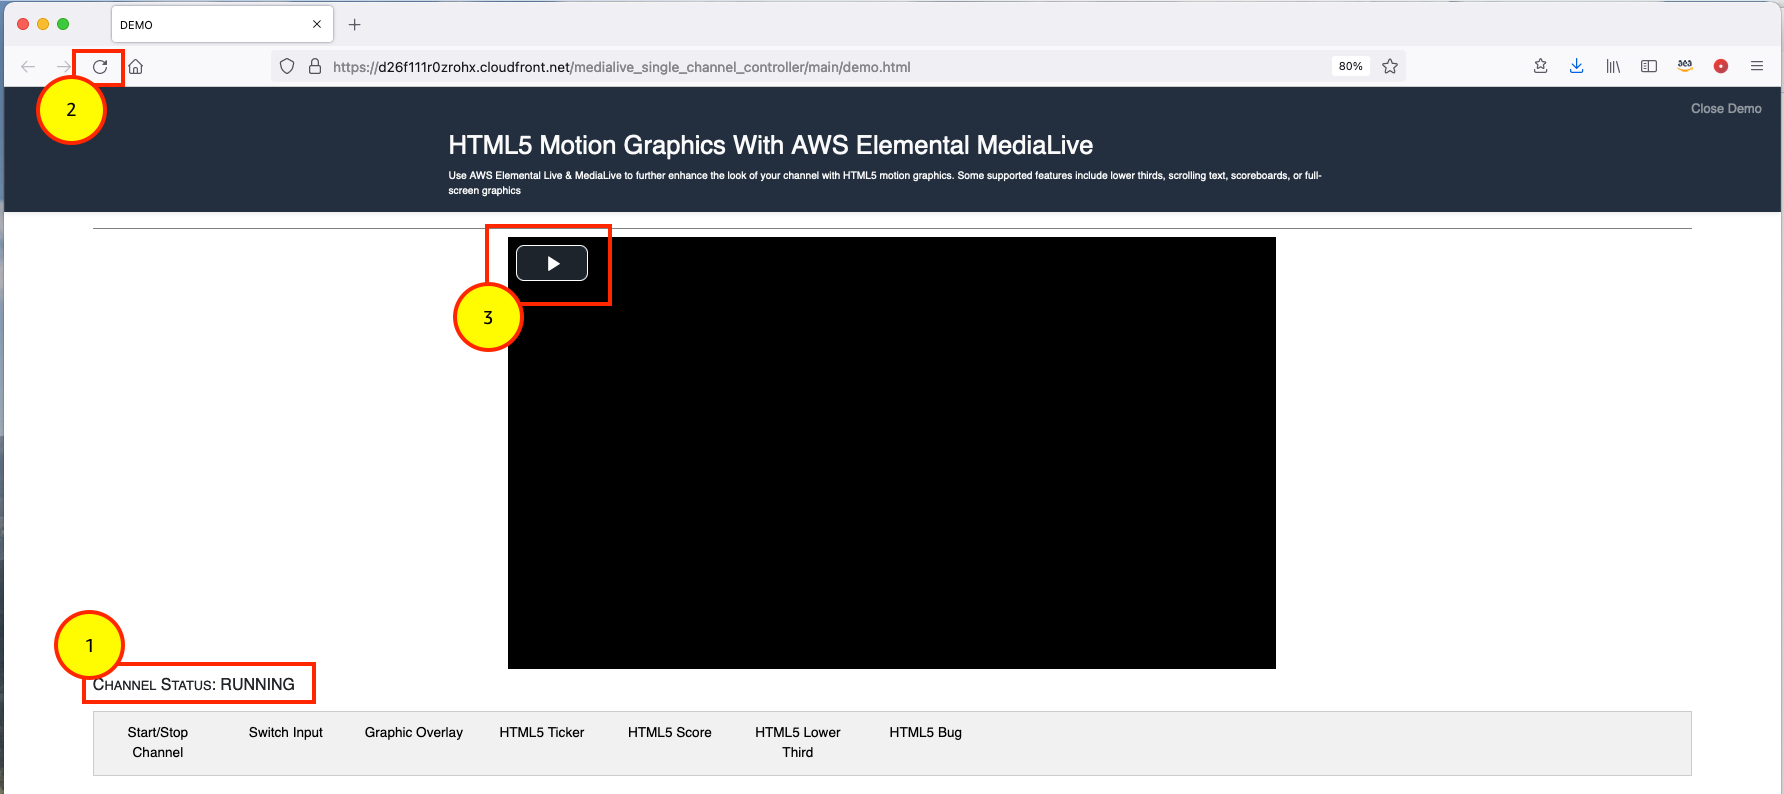 DEMO
https://d26f111r0zrohx.cloudfront.net/medialive_single_channel_controller/main/demo.html
80%
aea
2
Close Demo
HTML5 Motion Graphics With AWS Elemental MediaLive
Use AWS Elemental Live & MediaLive to further enhance the look of your channel with HTML5 motion graphics. Some supported features include lower thirds, scrolling text, scoreboards, or full-
screen graphics
3
1
CHANNEL STATUS: RUNNING
Start/Stop
Channel
Switch Input
Graphic Overlay
HTML5 Ticker
HTML5 Score
HTML5 Lower
Third
HTML5 Bug